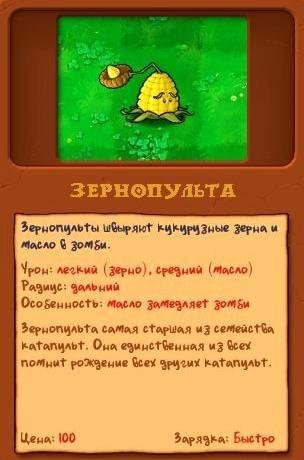 ЗЕРНОПУЛЬТА
Зернопульты швыряют кукурузные зерна и
масло в зомби.
Урон: легкий (зерно), средний (масло)
Радиус: дальний
Особенность: масло замедляет зомби
Зернопульта самая старшая из семейства
катапульт. Она единственная из всех
помнит рождение всех других катапульт.
Цена: 100 Зарядка: Быстро